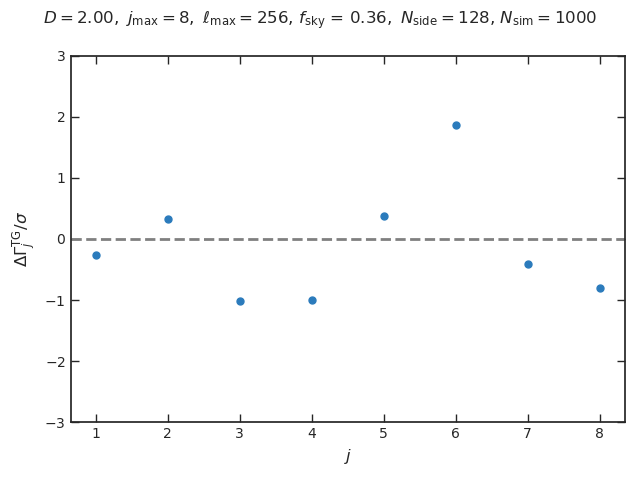 D = 2.00, j_max = 8, ℓ_max = 256, f_sky = 0.36, N_side = 128, N_sim = 1000
3
2
1
0
−1
−2
−3
ΔΓ_j^TG/σ
1 2 3 4 5 6 7 8
j